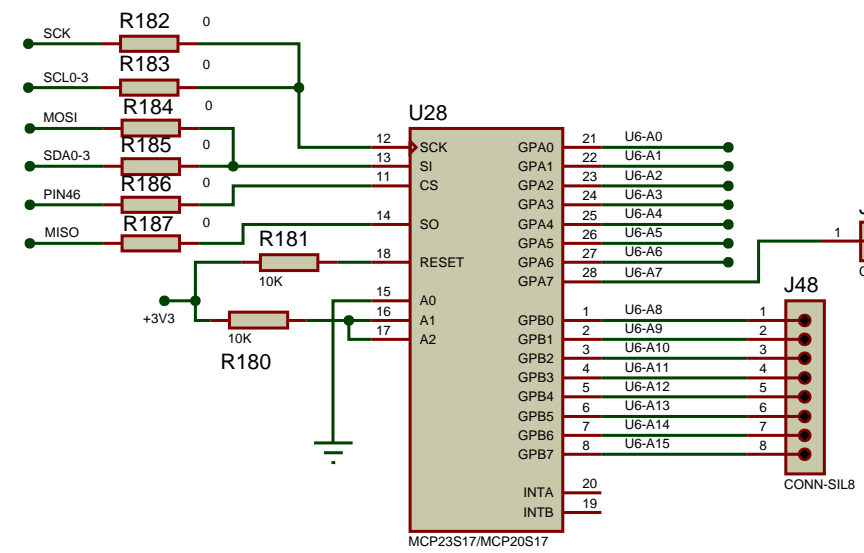 R182 0
SCK
R183 0
SCL0-3
R184 0
MOSI
R185 0
SDA0-3
R186 0
PIN46
R187 0
MISO
R181
10K
+3V3
10K
R180
U28
12 SCK
13 SI
11 CS
14 SO
18 RESET
15 A0
16 A1
17 A2
GPA0 21 U6-A0
GPA1 22 U6-A1
GPA2 23 U6-A2
GPA3 24 U6-A3
GPA4 25 U6-A4
GPA5 26 U6-A5
GPA6 27 U6-A6
GPA7 28 U6-A7
1
J48
GPB0 1 U6-A8 1
GPB1 2 U6-A9 2
GPB2 3 U6-A10 3
GPB3 4 U6-A11 4
GPB4 5 U6-A12 5
GPB5 6 U6-A13 6
GPB6 7 U6-A14 7
GPB7 8 U6-A15 8
CONN-SIL8
INTA 20
INTB 19
MCP23S17/MCP20S17